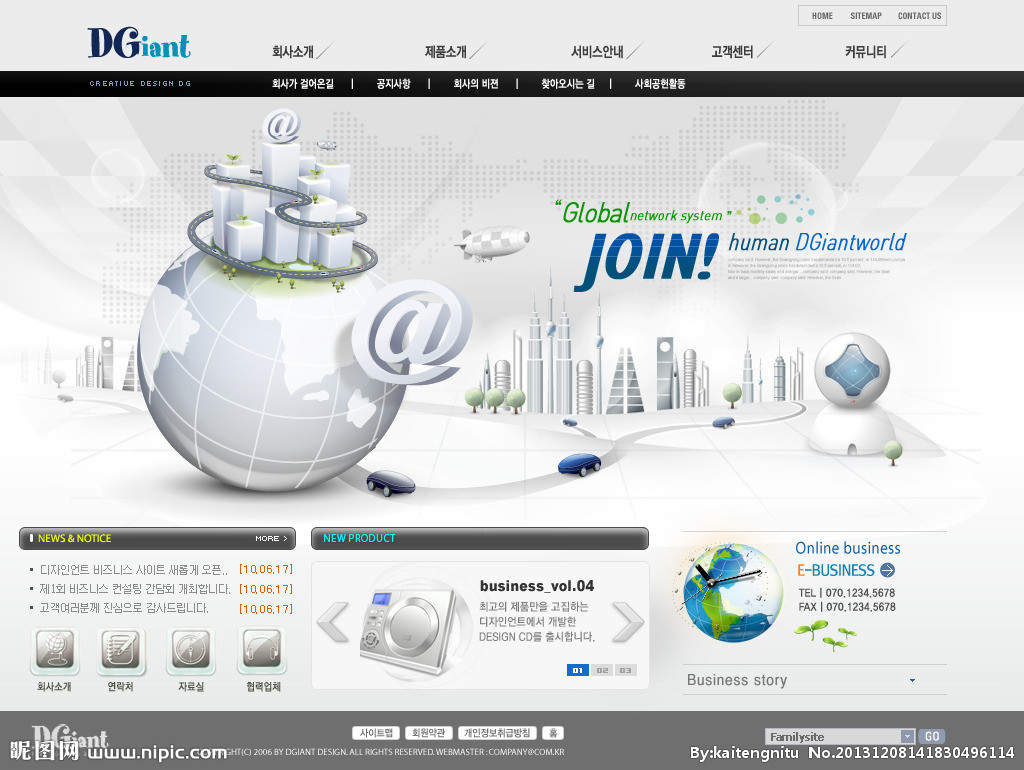 HOME SITEMAP CONTACT US
DGiant
회사소개 제품소개 서비스안내 고객센터 커뮤니티
CREATIVE DESIGN DG
회사가 걸어온길 | 공지사항 | 회사의 비젼 | 찾아오시는 길 | 사회공헌활동
@
"Global network system"
JOIN! human DGiantworld
@
NEWS & NOTICE MORE >
디자인언트 비즈니스 사이트 새롭게 오픈.. [10.06.17]
제1회 비즈니스 컨설팅 간담회 개최합니다. [10.06.17]
고객여러분께 진심으로 감사드립니다. [10.06.17]
회사소개 연락처 자료실 협력업체
NEW PRODUCT
business_vol.04
최고의 제품만을 고집하는
디자인언트에서 개발한
DESIGN CD를 출시합니다.
01 02 03
Online business
E-BUSINESS
TEL | 070.1234.5678
FAX | 070.1234.5678
Business story
DGiant
사이트맵 회원약관 개인정보취급방침 홈
COPYRIGHT(C) 2006 BY DGIANT DESIGN. ALL RIGHTS RESERVED. WEBMASTER : COMPANY@COM.KR
Familysite GO
昵图网 www.nipic.com
By:kaitengnitu No.20131208141830496114